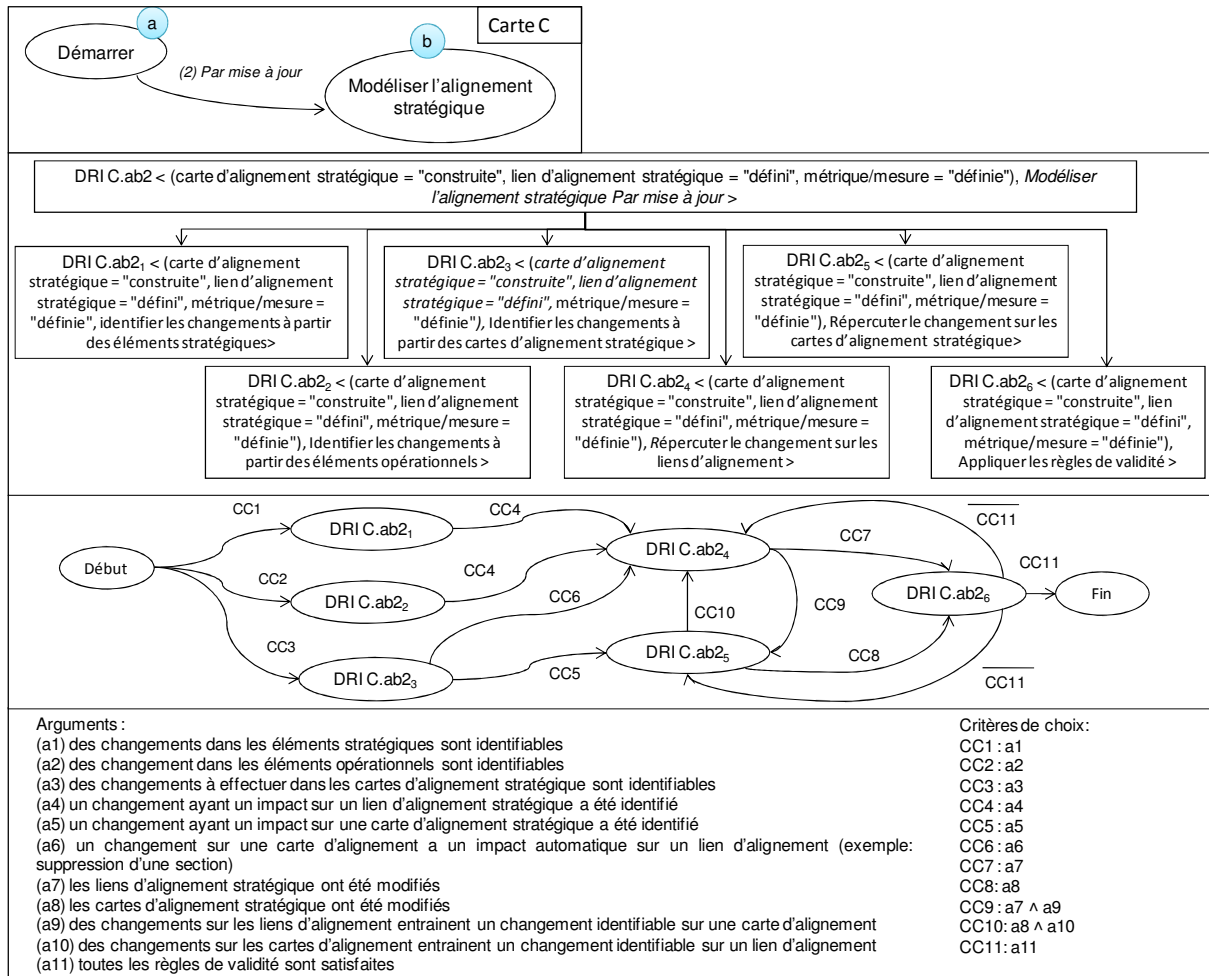 a
Carte C
Démarrer
b
(2) Par mise à jour
Modéliser l'alignement
stratégique
DRI C.ab2 < (carte d'alignement stratégique = "construite", lien d'alignement stratégique = "défini", métrique/mesure = "définie"), Modéliser
l'alignement stratégique Par mise à jour >
DRI C.ab2₁ < (carte d'alignement
stratégique = "construite", lien d'alignement
stratégique = "défini", métrique/mesure =
"définie", identifier les changements à partir
des éléments stratégiques>
DRI C.ab2₃ < (carte d'alignement
stratégique = "construite", lien d'alignement
stratégique = "défini", métrique/mesure =
"définie"), Identifier les changements à
partir des cartes d'alignement stratégique >
DRI C.ab2₅ < (carte d'alignement
stratégique = "construite", lien d'alignement
stratégique = "défini", métrique/mesure =
"définie"), Répercuter le changement sur les
cartes d'alignement stratégique>
DRI C.ab2₂ < (carte d'alignement
stratégique = "construite", lien d'alignement
stratégique = "défini", métrique/mesure =
"définie"), Identifier les changements à
partir des éléments opérationnels >
DRI C.ab2₄ < (carte d'alignement
stratégique = "construite", lien d'alignement
stratégique = "défini", métrique/mesure =
"définie"), Répercuter le changement sur les
liens d'alignement >
DRI C.ab2₆ < (carte d'alignement
stratégique = "construite", lien
d'alignement stratégique = "défini",
métrique/mesure = "définie"),
Appliquer les règles de validité >
CC1
DRI C.ab2₁
CC4
CC11
Début
CC2
DRI C.ab2₂
CC4
CC6
DRI C.ab2₄
CC7
CC11
DRI C.ab2₆
Fin
CC3
CC10
CC9
DRI C.ab2₃
CC5
DRI C.ab2₅
CC8
CC11
Arguments :
(a1) des changements dans les éléments stratégiques sont identifiables
(a2) des changement dans les éléments opérationnels sont identifiables
(a3) des changements à effectuer dans les cartes d'alignement stratégique sont identifiables
(a4) un changement ayant un impact sur un lien d'alignement stratégique a été identifié
(a5) un changement ayant un impact sur une carte d'alignement stratégique a été identifié
(a6) un changement sur une carte d'alignement a un impact automatique sur un lien d'alignement (exemple:
suppression d'une section)
(a7) les liens d'alignement stratégique ont été modifiés
(a8) les cartes d'alignement stratégique ont été modifiés
(a9) des changements sur les liens d'alignement entrainent un changement identifiable sur une carte d'alignement
(a10) des changements sur les cartes d'alignement entrainent un changement identifiable sur un lien d'alignement
(a11) toutes les règles de validité sont satisfaites
Critères de choix:
CC1 : a1
CC2 : a2
CC3 : a3
CC4 : a4
CC5 : a5
CC6 : a6
CC7 : a7
CC8: a8
CC9 : a7 ∧ a9
CC10: a8 ∧ a10
CC11: a11